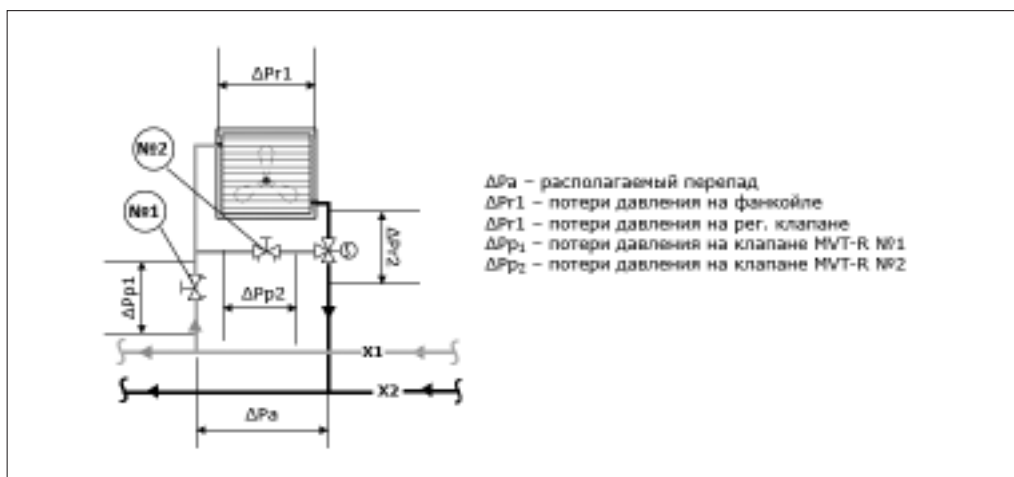 ΔPr1
№2
№1
ΔPr2
ΔPp1
ΔPp2
X1
X2
ΔPa
ΔPa – располагаемый перепад
ΔPr1 – потери давления на фанкойле
ΔPr1 – потери давления на рег. клапане
ΔPp₁ – потери давления на клапане MVT-R №1
ΔPp₂ – потери давления на клапане MVT-R №2